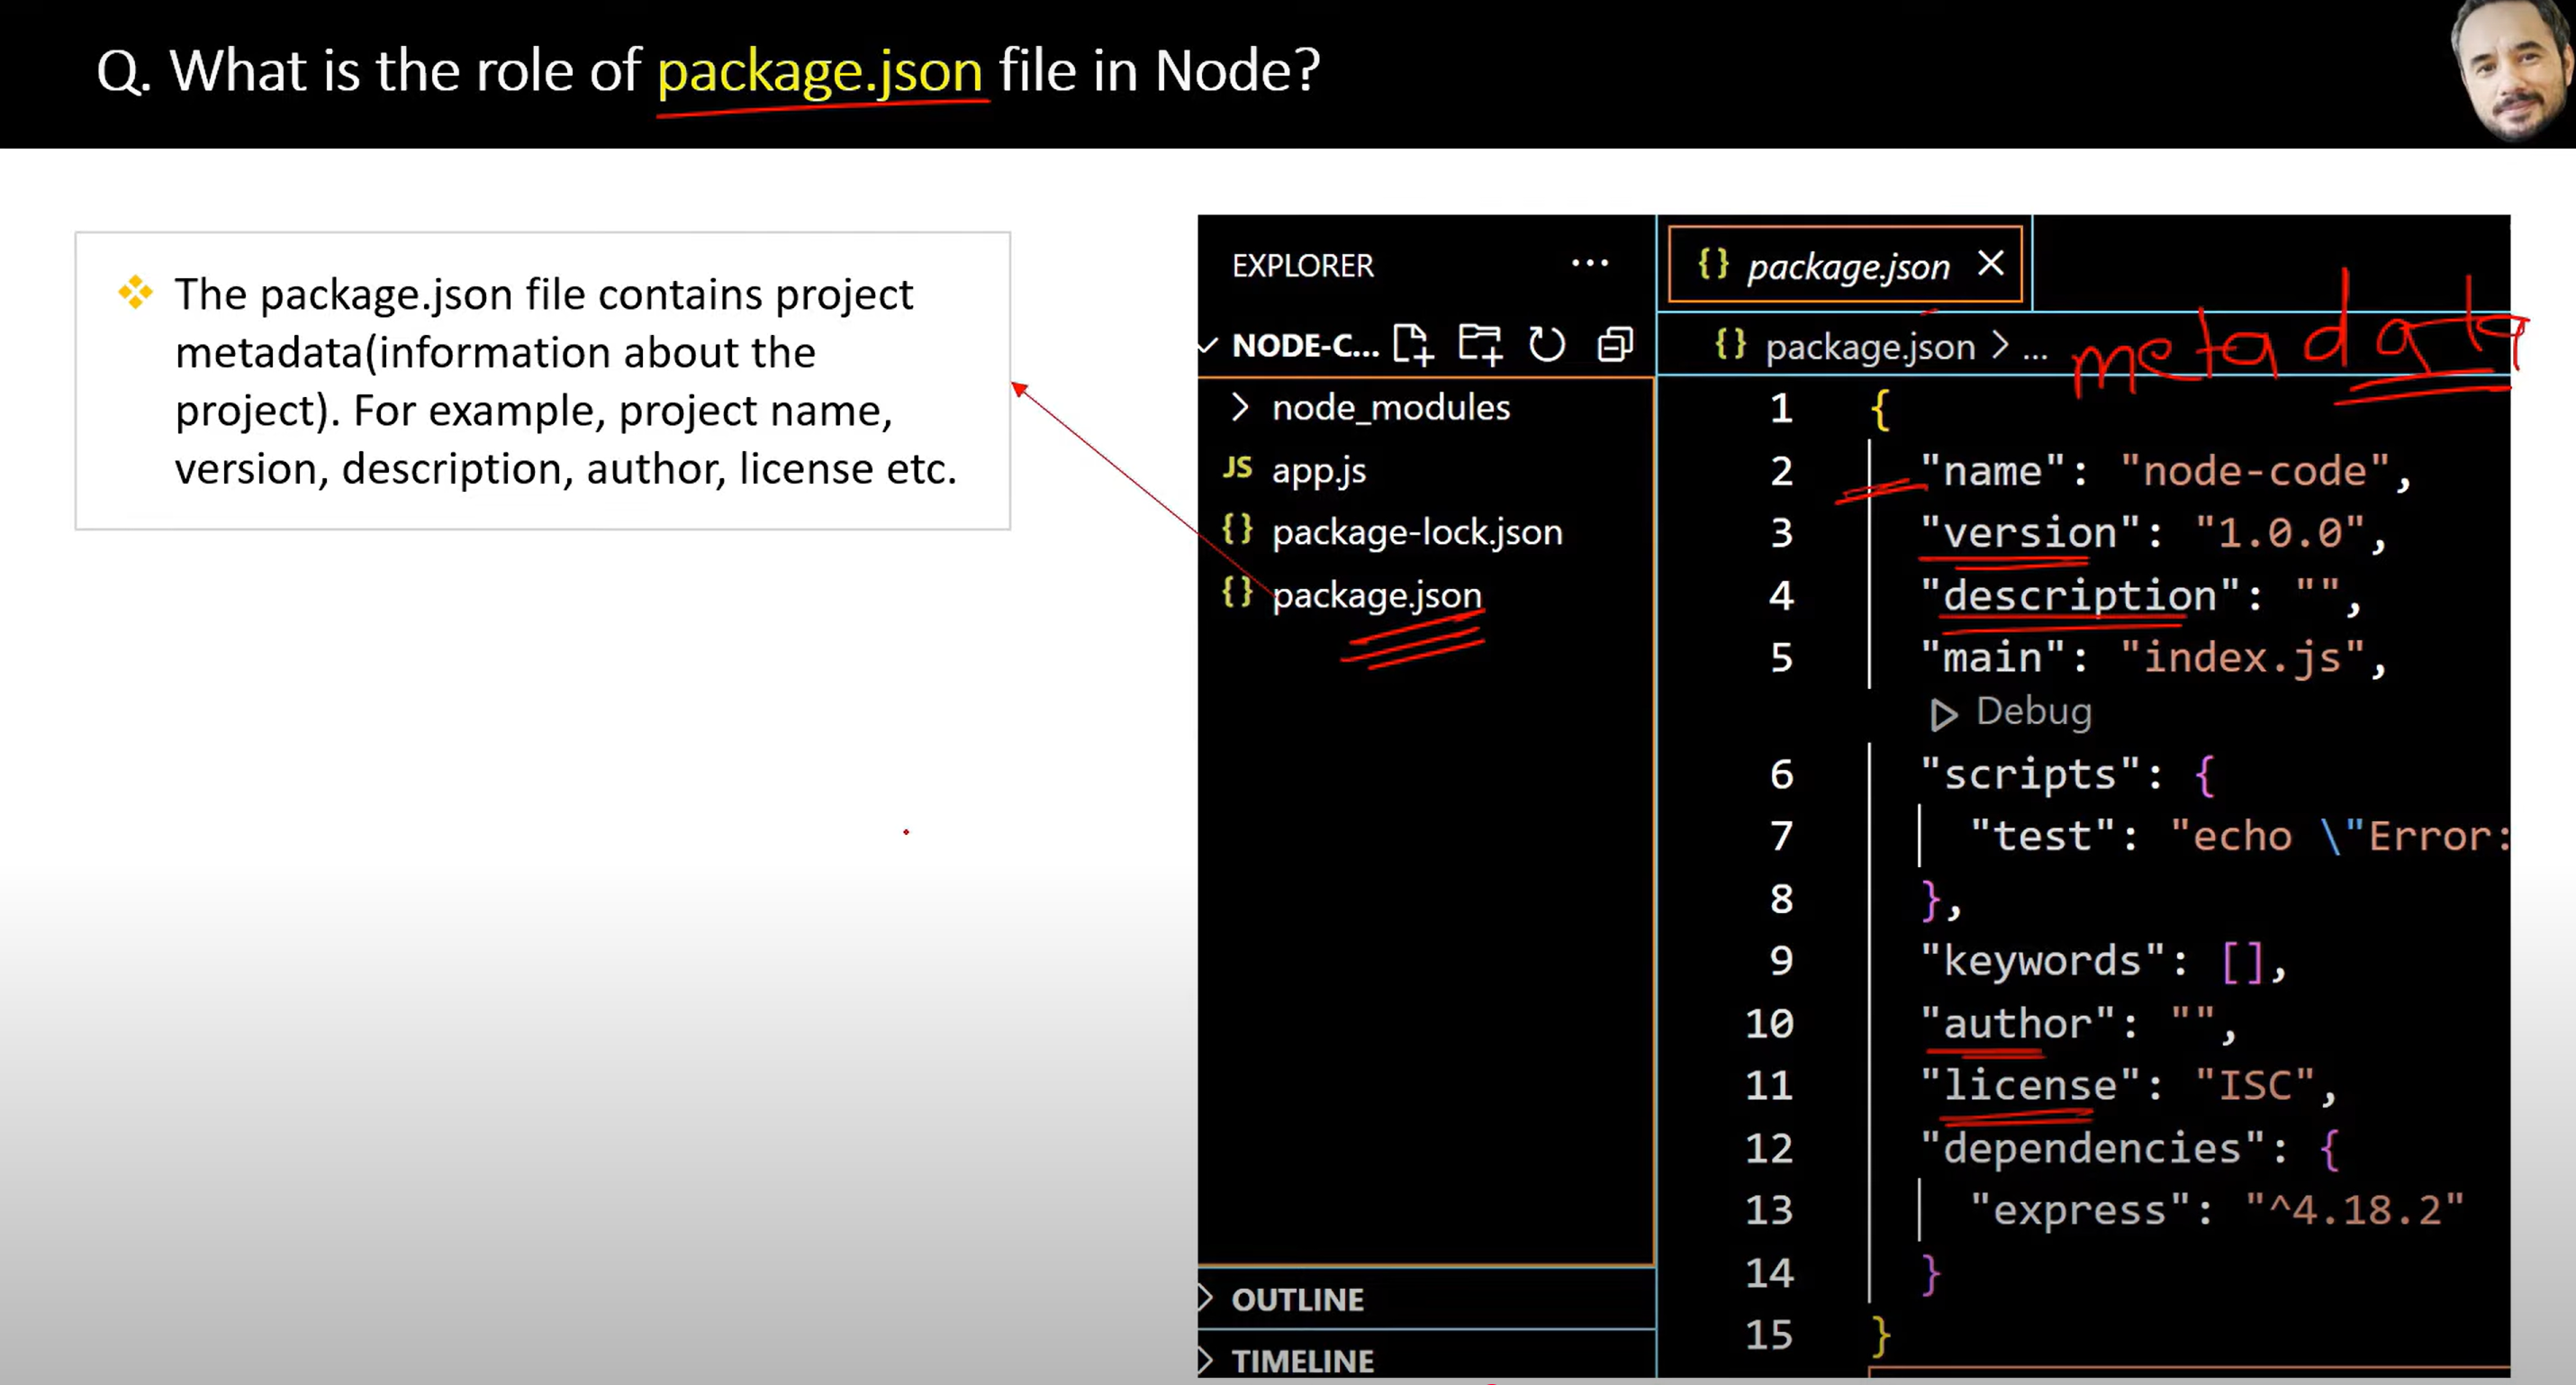 Q. What is the role of package.json file in Node?
The package.json file contains project
metadata(information about the
project). For example, project name,
version, description, author, license etc.
EXPLORER ...
NODE-C...
node_modules
JS app.js
{} package-lock.json
{} package.json
OUTLINE
TIMELINE
{} package.json ×
{} package.json > ...
metadata
1 {
2 "name": "node-code",
3 "version": "1.0.0",
4 "description": "",
5 "main": "index.js",
Debug
6 "scripts": {
7 "test": "echo \"Error:
8 },
9 "keywords": [],
10 "author": "",
11 "license": "ISC",
12 "dependencies": {
13 "express": "^4.18.2"
14 }
15 }